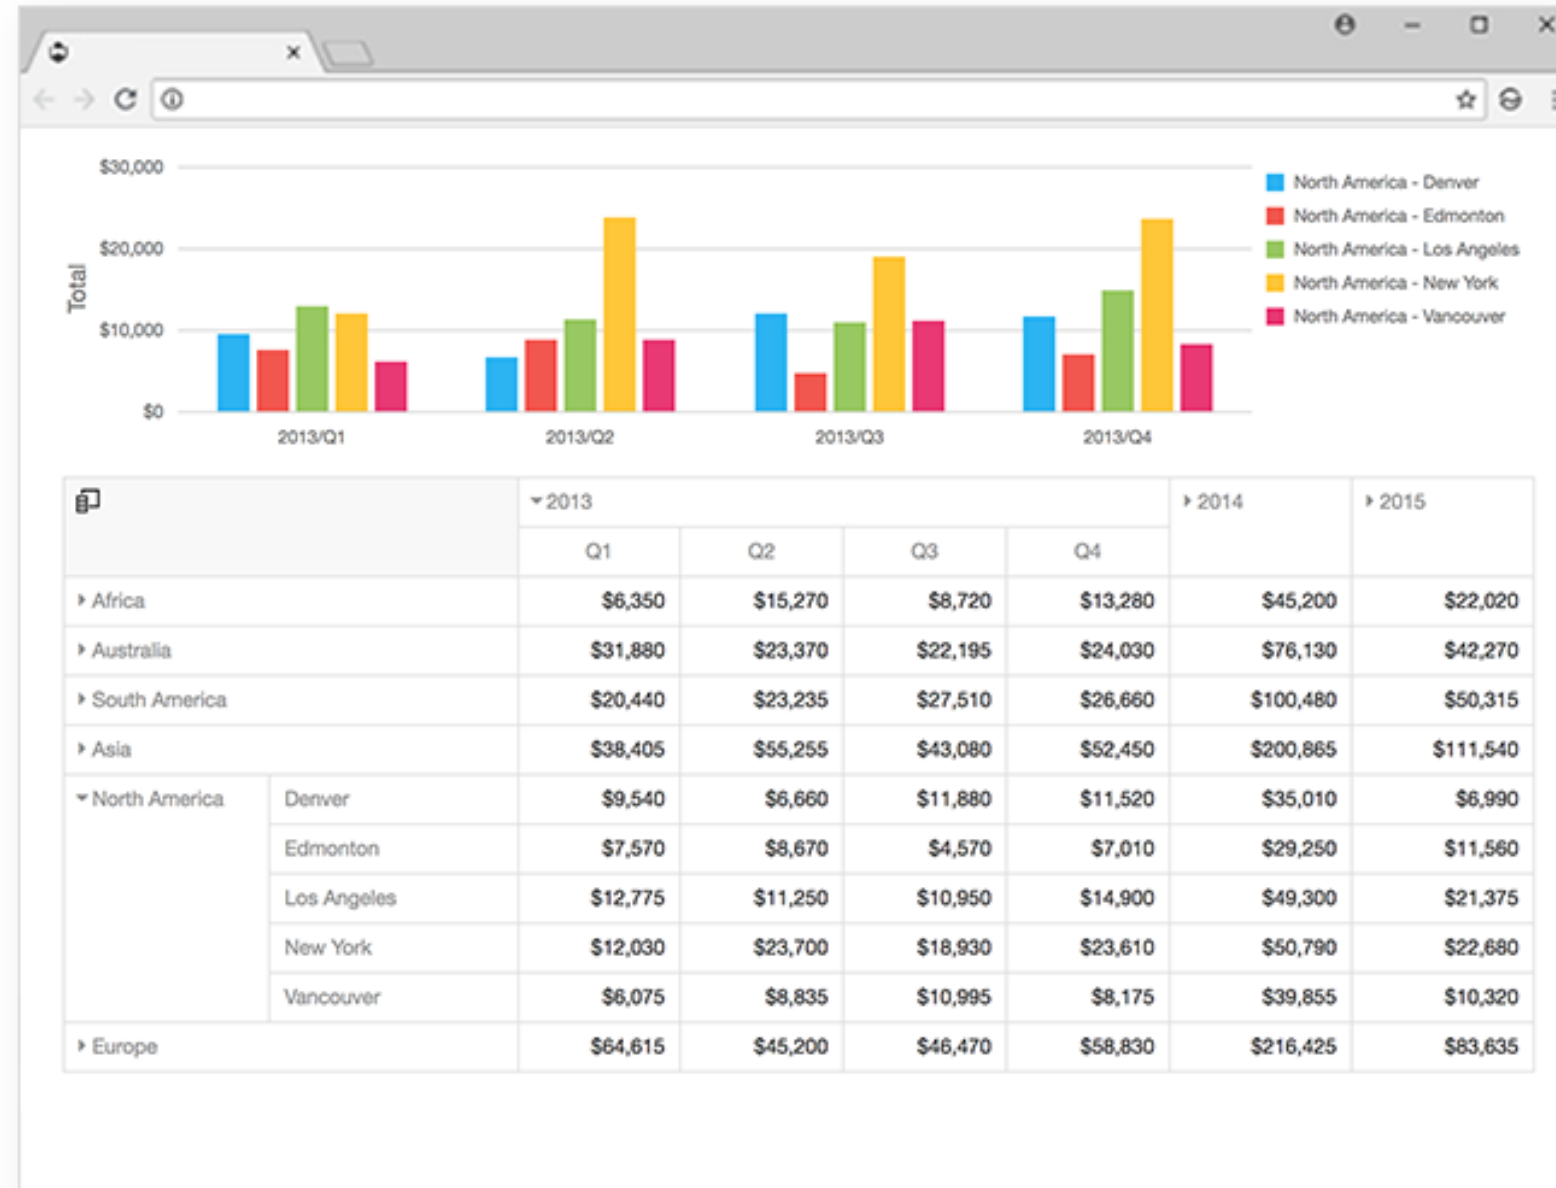 $30,000
$20,000
$10,000
$0
Total
2013/Q1 2013/Q2 2013/Q3 2013/Q4
North America - Denver
North America - Edmonton
North America - Los Angeles
North America - New York
North America - Vancouver
2013 2014 2015
Q1 Q2 Q3 Q4
Africa $6,350 $15,270 $8,720 $13,280 $45,200 $22,020
Australia $31,880 $23,370 $22,195 $24,030 $76,130 $42,270
South America $20,440 $23,235 $27,510 $26,660 $100,480 $50,315
Asia $38,405 $55,255 $43,080 $52,450 $200,865 $111,540
North America Denver $9,540 $6,660 $11,880 $11,520 $35,010 $6,990
Edmonton $7,570 $8,670 $4,570 $7,010 $29,250 $11,560
Los Angeles $12,775 $11,250 $10,950 $14,900 $49,300 $21,375
New York $12,030 $23,700 $18,930 $23,610 $50,790 $22,680
Vancouver $6,075 $8,835 $10,995 $8,175 $39,855 $10,320
Europe $64,615 $45,200 $46,470 $58,830 $216,425 $83,635